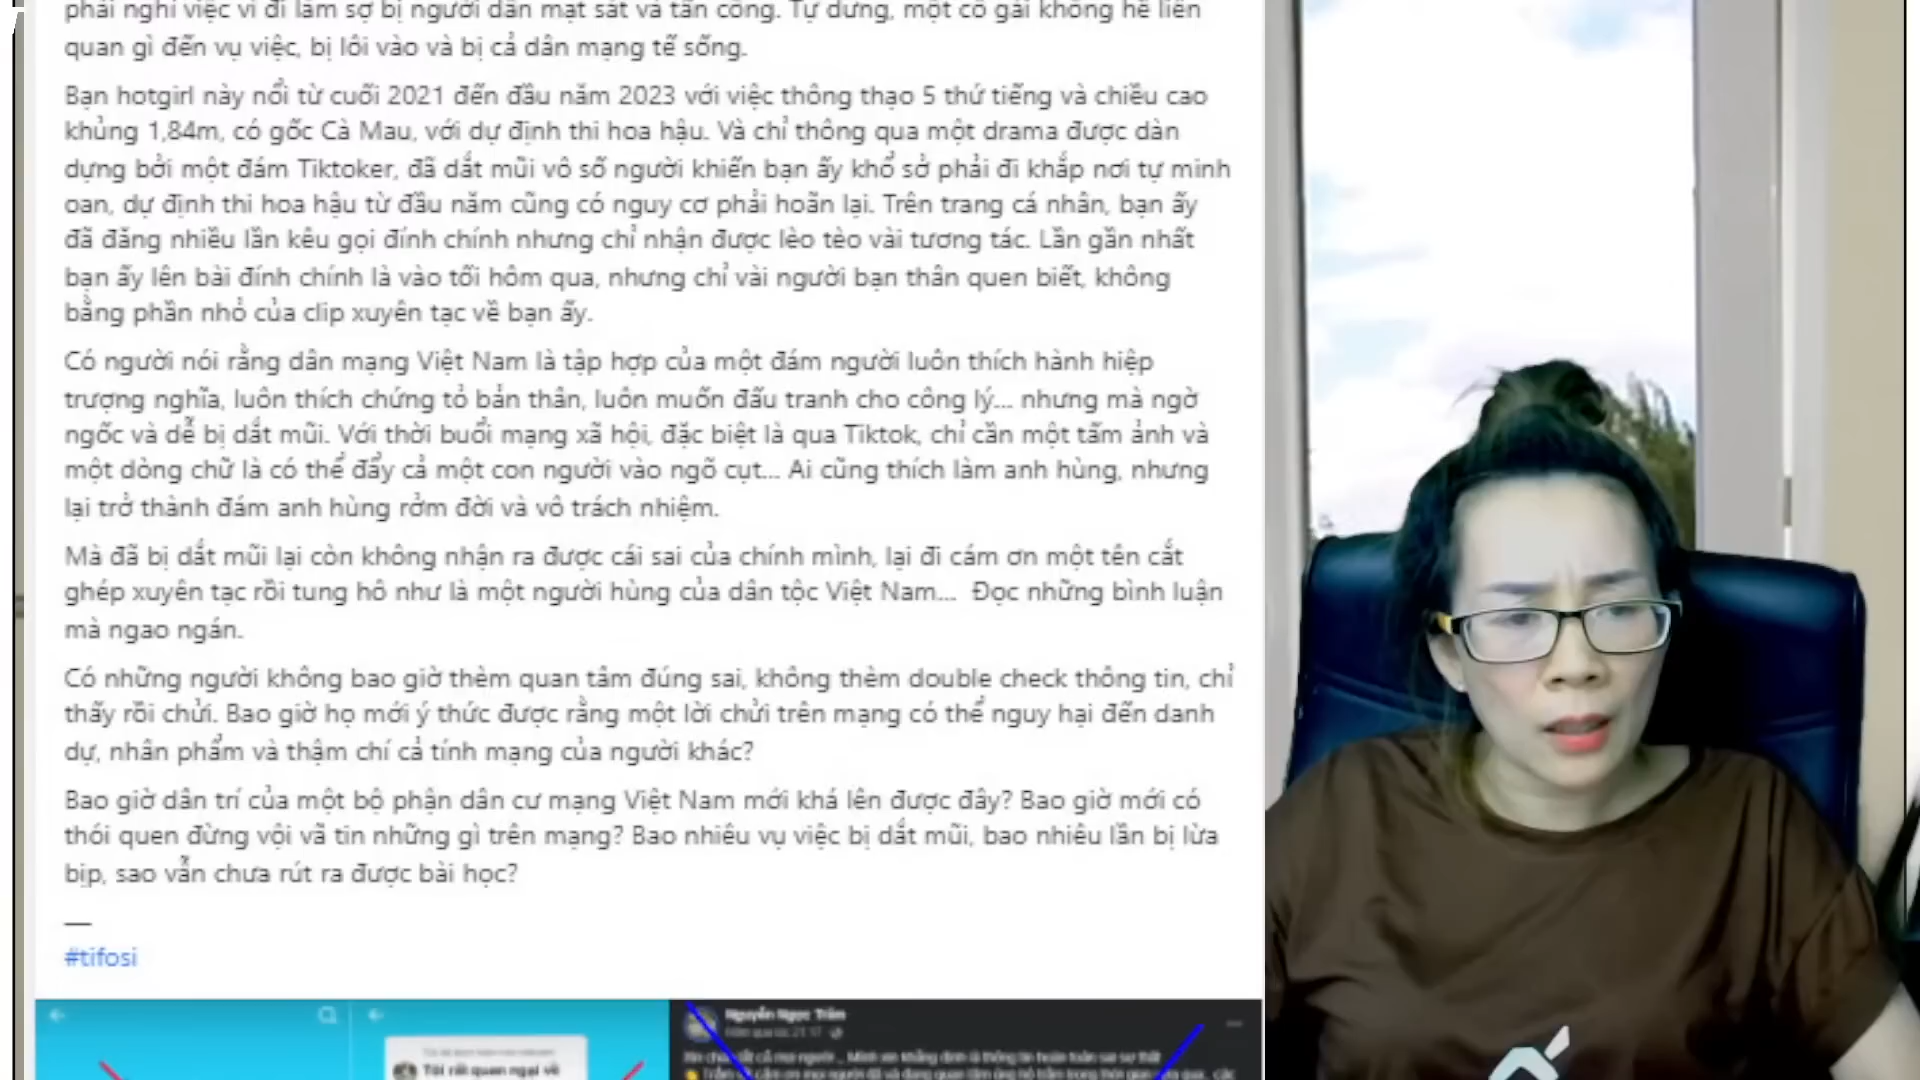 phải nghỉ việc vì đi làm sợ bị người dân mạt sát và tấn công. Tự dưng, một cô gái không hề liên
quan gì đến vụ việc, bị lôi vào và bị cả dân mạng tế sống.
Bạn hotgirl này nổi từ cuối 2021 đến đầu năm 2023 với việc thông thạo 5 thứ tiếng và chiều cao
khủng 1,84m, có gốc Cà Mau, với dự định thi hoa hậu. Và chỉ thông qua một drama được dàn
dựng bởi một đám Tiktoker, đã dắt mũi vô số người khiến bạn ấy khổ sở phải đi khắp nơi tự minh
oan, dự định thi hoa hậu từ đầu năm cũng có nguy cơ phải hoãn lại. Trên trang cá nhân, bạn ấy
đã đăng nhiều lần kêu gọi đính chính nhưng chỉ nhận được lèo tèo vài tương tác. Lần gần nhất
bạn ấy lên bài đính chính là vào tối hôm qua, nhưng chỉ vài người bạn thân quen biết, không
bằng phần nhỏ của clip xuyên tạc về bạn ấy.
Có người nói rằng dân mạng Việt Nam là tập hợp của một đám người luôn thích hành hiệp
trượng nghĩa, luôn thích chứng tỏ bản thân, luôn muốn đấu tranh cho công lý... nhưng mà ngờ
ngốc và dễ bị dắt mũi. Với thời buổi mạng xã hội, đặc biệt là qua Tiktok, chỉ cần một tấm ảnh và
một dòng chữ là có thể đẩy cả một con người vào ngõ cụt... Ai cũng thích làm anh hùng, nhưng
lại trở thành đám anh hùng rởm đời và vô trách nhiệm.
Mà đã bị dắt mũi lại còn không nhận ra được cái sai của chính mình, lại đi cám ơn một tên cắt
ghép xuyên tạc rồi tung hô như là một người hùng của dân tộc Việt Nam... Đọc những bình luận
mà ngao ngán.
Có những người không bao giờ thèm quan tâm đúng sai, không thèm double check thông tin, chỉ
thấy rồi chửi. Bao giờ họ mới ý thức được rằng một lời chửi trên mạng có thể nguy hại đến danh
dự, nhân phẩm và thậm chí cả tính mạng của người khác?
Bao giờ dân trí của một bộ phận dân cư mạng Việt Nam mới khá lên được đây? Bao giờ mới có
thói quen đừng vội vã tin những gì trên mạng? Bao nhiêu vụ việc bị dắt mũi, bao nhiêu lần bị lừa
bịp, sao vẫn chưa rút ra được bài học?
—
#tifosi
Nguyễn Ngọc Trâm
Tôi rất quan ngại về